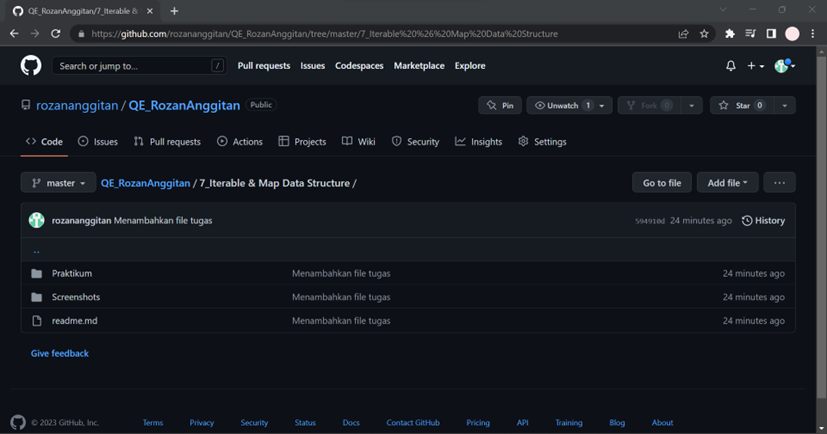 QE_RozanAnggitan/7_Iterable &
https://github.com/rozananggitan/QE_RozanAnggitan/tree/master/7_Iterable%20%26%20Map%20Data%20Structure
Search or jump to... / Pull requests Issues Codespaces Marketplace Explore
rozananggitan / QE_RozanAnggitan Public Pin Unwatch 1 Fork 0 Star 0
Code Issues Pull requests Actions Projects Wiki Security Insights Settings
master QE_RozanAnggitan / 7_Iterable & Map Data Structure / Go to file Add file ...
rozananggitan Menambahkan file tugas 594910d 24 minutes ago History
..
Praktikum Menambahkan file tugas 24 minutes ago
Screenshots Menambahkan file tugas 24 minutes ago
readme.md Menambahkan file tugas 24 minutes ago
Give feedback
© 2023 GitHub, Inc. Terms Privacy Security Status Docs Contact GitHub Pricing API Training Blog About